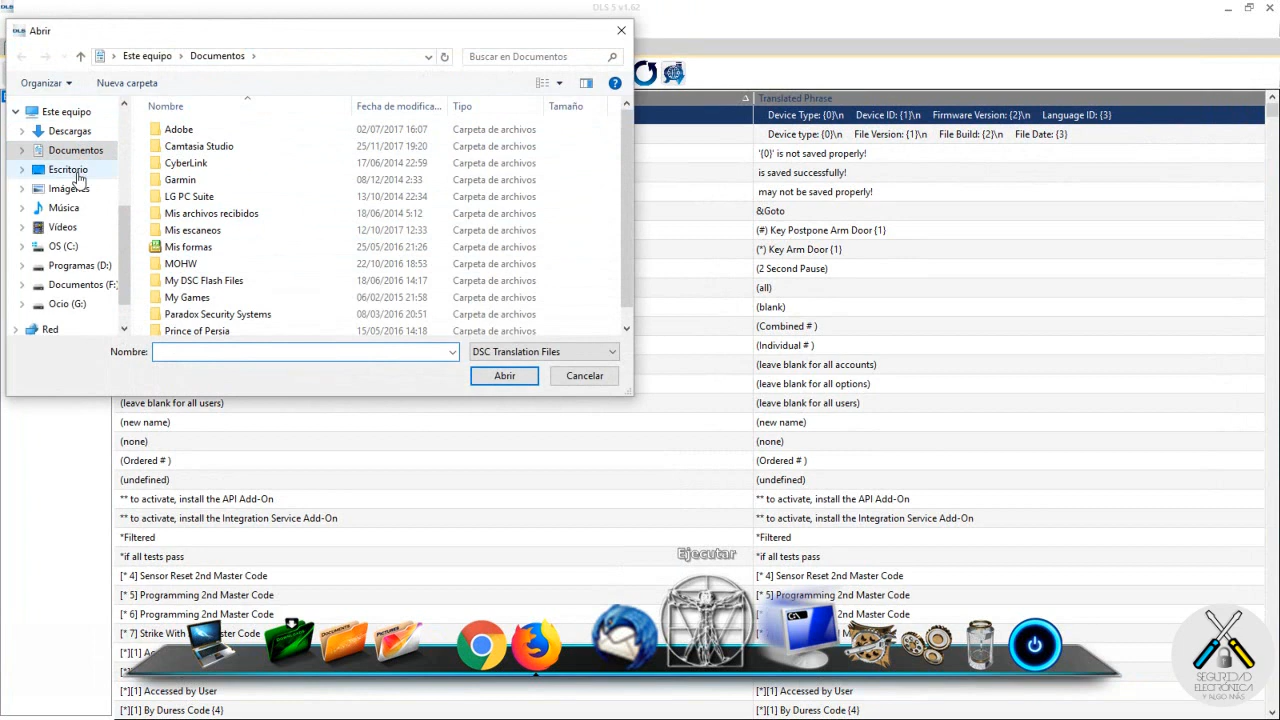 DLS 5 v1.62
DLS Abrir
Este equipo > Documentos >
Buscar en Documentos
Organizar
Nueva carpeta
Este equipo
Descargas
Documentos
Escritorio
Imágenes
Música
Vídeos
OS (C:)
Programas (D:)
Documentos (F:
Ocio (G:)
Red
Nombre Fecha de modifica... Tipo Tamaño
Adobe 02/07/2017 16:07 Carpeta de archivos
Camtasia Studio 25/11/2017 19:20 Carpeta de archivos
CyberLink 17/06/2014 22:59 Carpeta de archivos
Garmin 08/12/2014 2:33 Carpeta de archivos
LG PC Suite 13/10/2014 22:34 Carpeta de archivos
Mis archivos recibidos 18/06/2014 5:12 Carpeta de archivos
Mis escaneos 12/10/2017 12:33 Carpeta de archivos
Mis formas 25/05/2016 21:26 Carpeta de archivos
MOHW 22/10/2016 18:53 Carpeta de archivos
My DSC Flash Files 18/06/2016 14:17 Carpeta de archivos
My Games 06/02/2015 21:58 Carpeta de archivos
Paradox Security Systems 08/03/2016 20:51 Carpeta de archivos
Prince of Persia 15/05/2016 14:18 Carpeta de archivos
Nombre:
DSC Translation Files
Abrir
Cancelar
Translated Phrase
Device Type: {0}\n Device ID: {1}\n Firmware Version: {2}\n Language ID: {3}
Device type: {0}\n File Version: {1}\n File Build: {2}\n File Date: {3}
'{0}' is not saved properly!
is saved successfully!
may not be saved properly!
&Goto
(#) Key Postpone Arm Door {1}
(*) Key Arm Door {1}
(2 Second Pause)
(all)
(blank)
(Combined # )
(Individual # )
(leave blank for all accounts)
(leave blank for all options)
(leave blank for all users) (leave blank for all users)
(new name) (new name)
(none) (none)
(Ordered # ) (Ordered # )
(undefined) (undefined)
** to activate, install the API Add-On ** to activate, install the API Add-On
** to activate, install the Integration Service Add-On ** to activate, install the Integration Service Add-On
*Filtered *Filtered
*if all tests pass *if all tests pass
Ejecutar
[* 4] Sensor Reset 2nd Master Code [* 4] Sensor Reset 2nd Master Code
[* 5] Programming 2nd Master Code [* 5] Programming 2nd Master Code
[* 6] Programming 2nd Master Code 2nd Master Code
[* 7] Strike With Master Code
[*][1] Accessed by User [*][1] Accessed by User
[*][1] By Duress Code {4} [*][1] By Duress Code {4}
SEGURIDAD
ELECTRÓNICA
Y ALGO MÁS